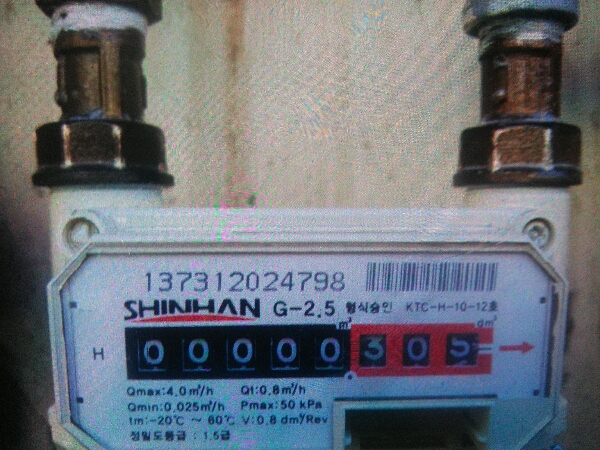 137312024798
SHINHAN G-2.5 형식승인 KTC-H-10-12호
m³ dm³
H 00000305
Qmax:4.0m³/h Qt:0.8m³/h
Qmin:0.025m³/h Pmax:50 kPa
tm:-20℃ ~ 60℃ V:0.8 dm³/Rev
정밀도등급 : 1.5급